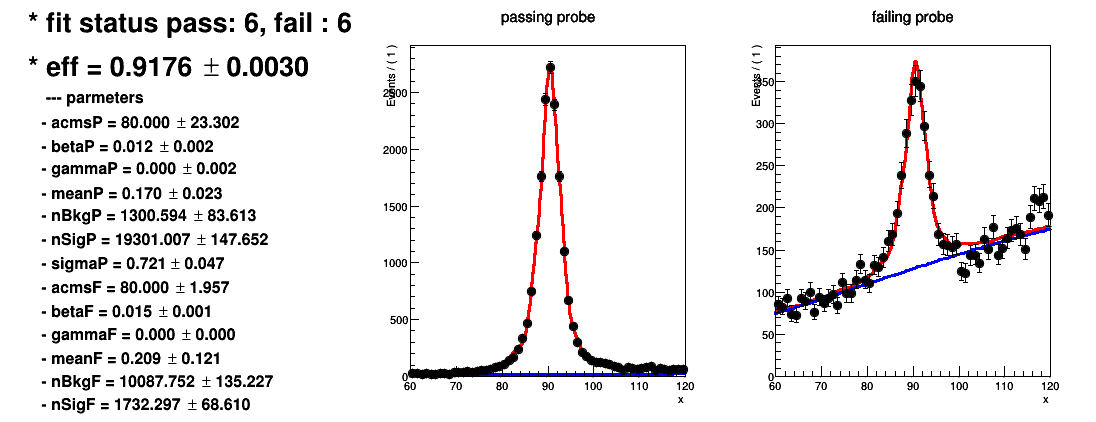 * fit status pass: 6, fail : 6
* eff = 0.9176 ± 0.0030
--- parmeters
- acmsP = 80.000 ± 23.302
- betaP = 0.012 ± 0.002
- gammaP = 0.000 ± 0.002
- meanP = 0.170 ± 0.023
- nBkgP = 1300.594 ± 83.613
- nSigP = 19301.007 ± 147.652
- sigmaP = 0.721 ± 0.047
- acmsF = 80.000 ± 1.957
- betaF = 0.015 ± 0.001
- gammaF = 0.000 ± 0.000
- meanF = 0.209 ± 0.121
- nBkgF = 10087.752 ± 135.227
- nSigF = 1732.297 ± 68.610
passing probe
Events / ( 1 )
2500
2000
1500
1000
500
0
60 70 80 90 100 110 120
x
failing probe
Events / ( 1 )
350
300
250
200
150
100
50
0
60 70 80 90 100 110 120
x